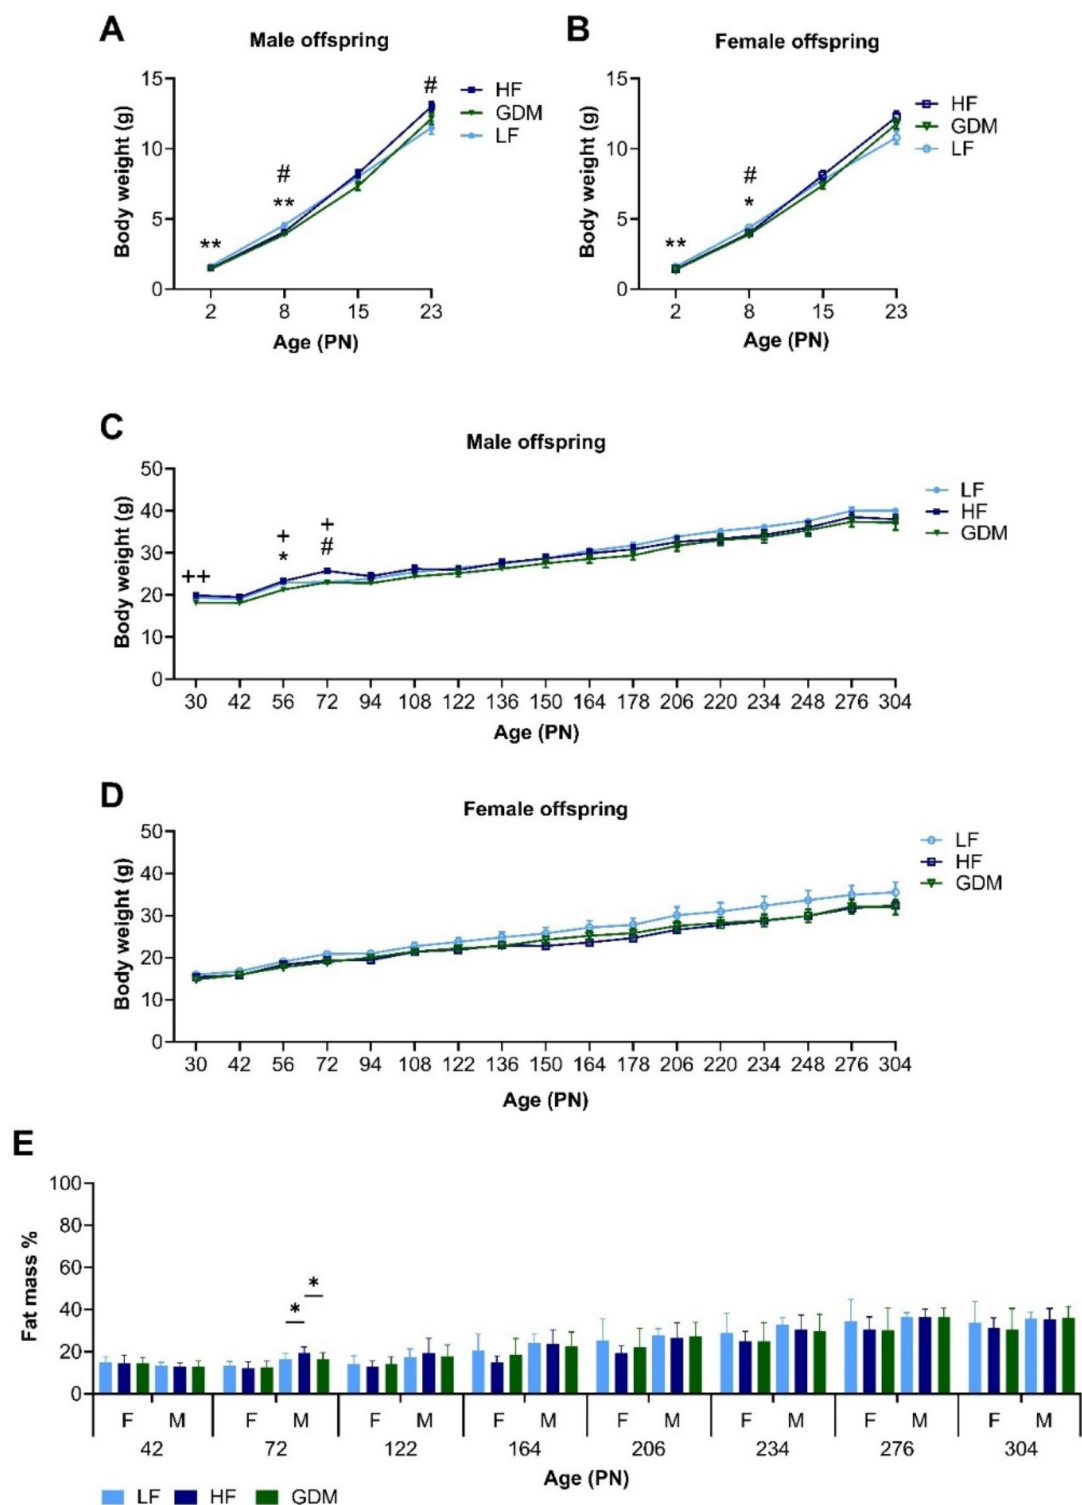 A
Male offspring
Body weight (g)
15
10
5
0
**
#
**
#
HF
GDM
LF
2 8 15 23
Age (PN)
B
Female offspring
Body weight (g)
15
10
5
0
**
#
*
HF
GDM
LF
2 8 15 23
Age (PN)
C
Male offspring
Body weight (g)
50
40
30
20
10
0
++
+
*
+
#
LF
HF
GDM
30 42 56 72 94 108 122 136 150 164 178 206 220 234 248 276 304
Age (PN)
D
Female offspring
Body weight (g)
50
40
30
20
10
0
LF
HF
GDM
30 42 56 72 94 108 122 136 150 164 178 206 220 234 248 276 304
Age (PN)
E
Fat mass %
100
80
60
40
20
0
*
*
F M F M F M F M F M F M F M F M
42 72 122 164 206 234 276 304
Age (PN)
LF HF GDM